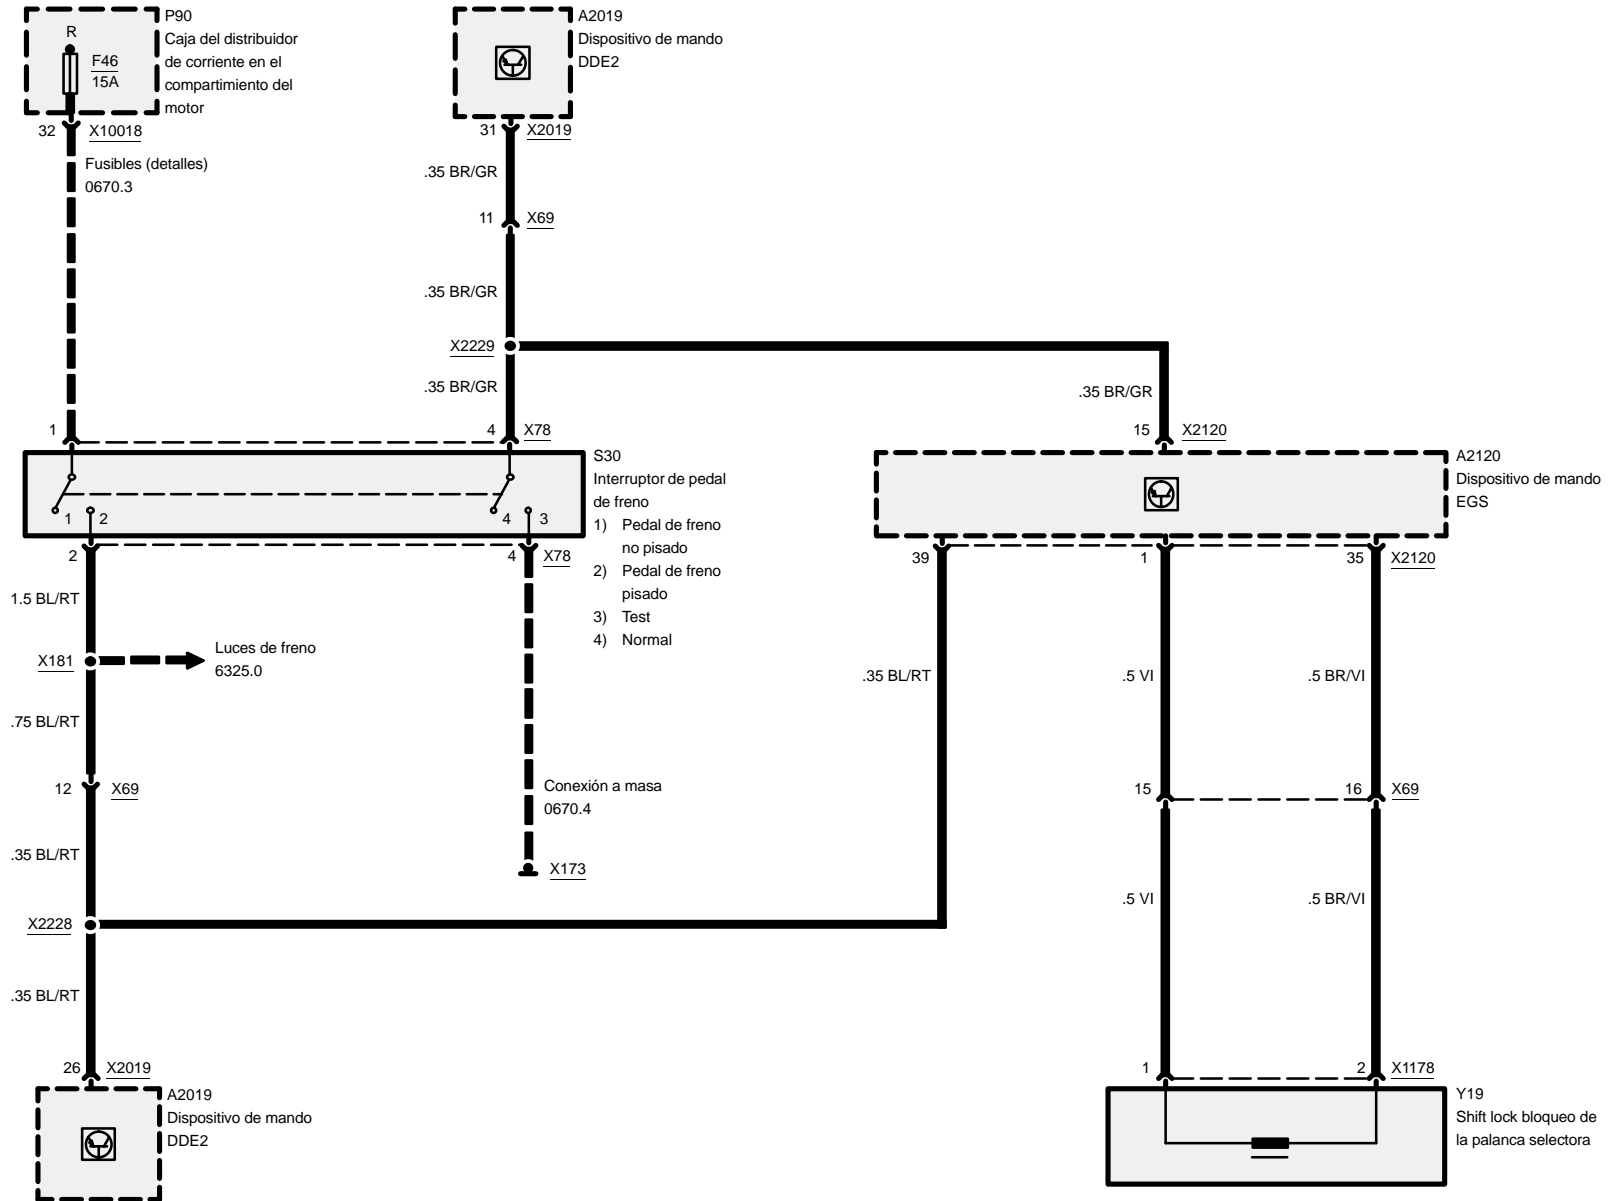 P90
Caja del distribuidor
de corriente en el
compartimiento del
motor
R
F46
15A
32 X10018
Fusibles (detalles)
0670.3
A2019
Dispositivo de mando
DDE2
31 X2019
.35 BR/GR
11 X69
.35 BR/GR
X2229
.35 BR/GR
.35 BR/GR
1
4 X78
15 X2120
S30
Interruptor de pedal
de freno
1) Pedal de freno
no pisado
2) Pedal de freno
pisado
3) Test
4) Normal
1 2
4 3
A2120
Dispositivo de mando
EGS
2
4 X78
39
1
35 X2120
1.5 BL/RT
X181
Luces de freno
6325.0
.35 BL/RT
.5 VI
.5 BR/VI
.75 BL/RT
12 X69
Conexión a masa
0670.4
15
16 X69
.35 BL/RT
X173
X2228
.5 VI
.5 BR/VI
.35 BL/RT
26 X2019
1
2 X1178
A2019
Dispositivo de mando
DDE2
Y19
Shift lock bloqueo de
la palanca selectora